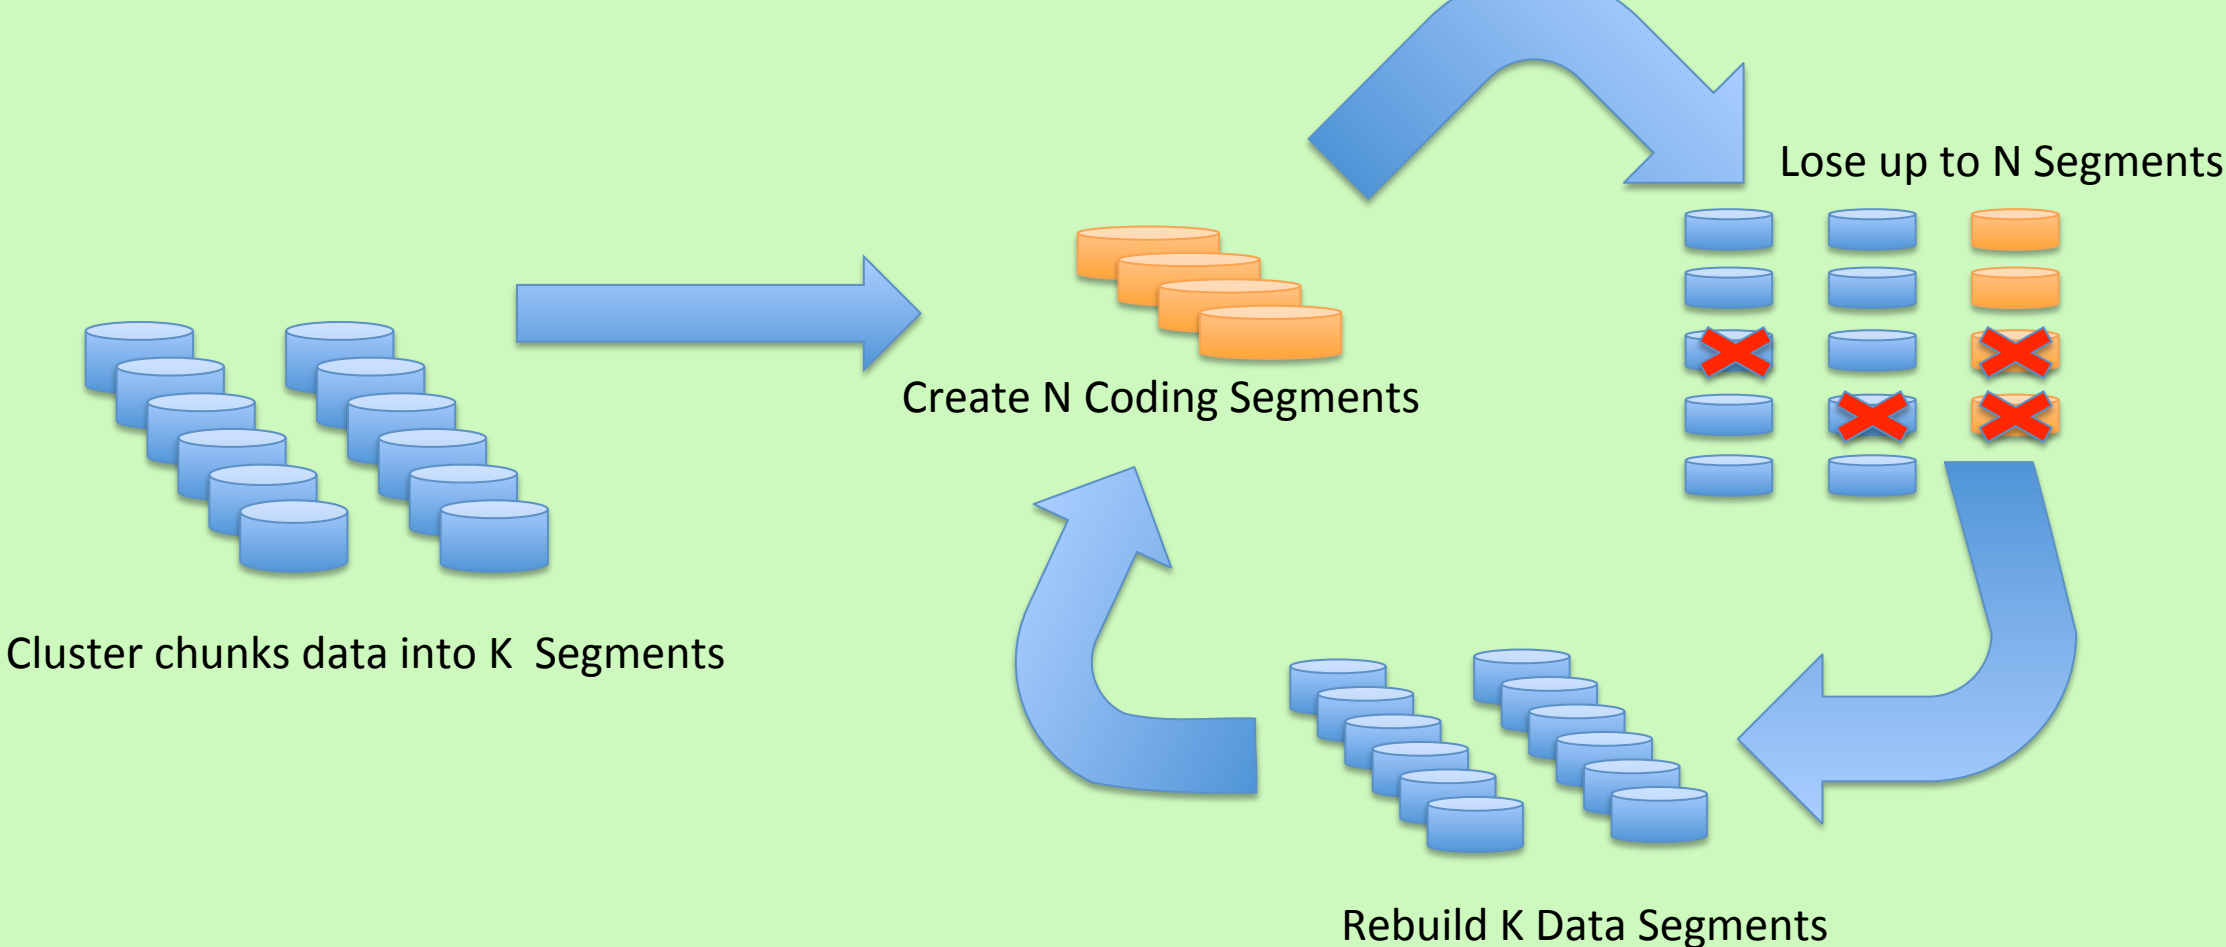 Lose up to N Segments
Create N Coding Segments
Cluster chunks data into K  Segments
Rebuild K Data Segments